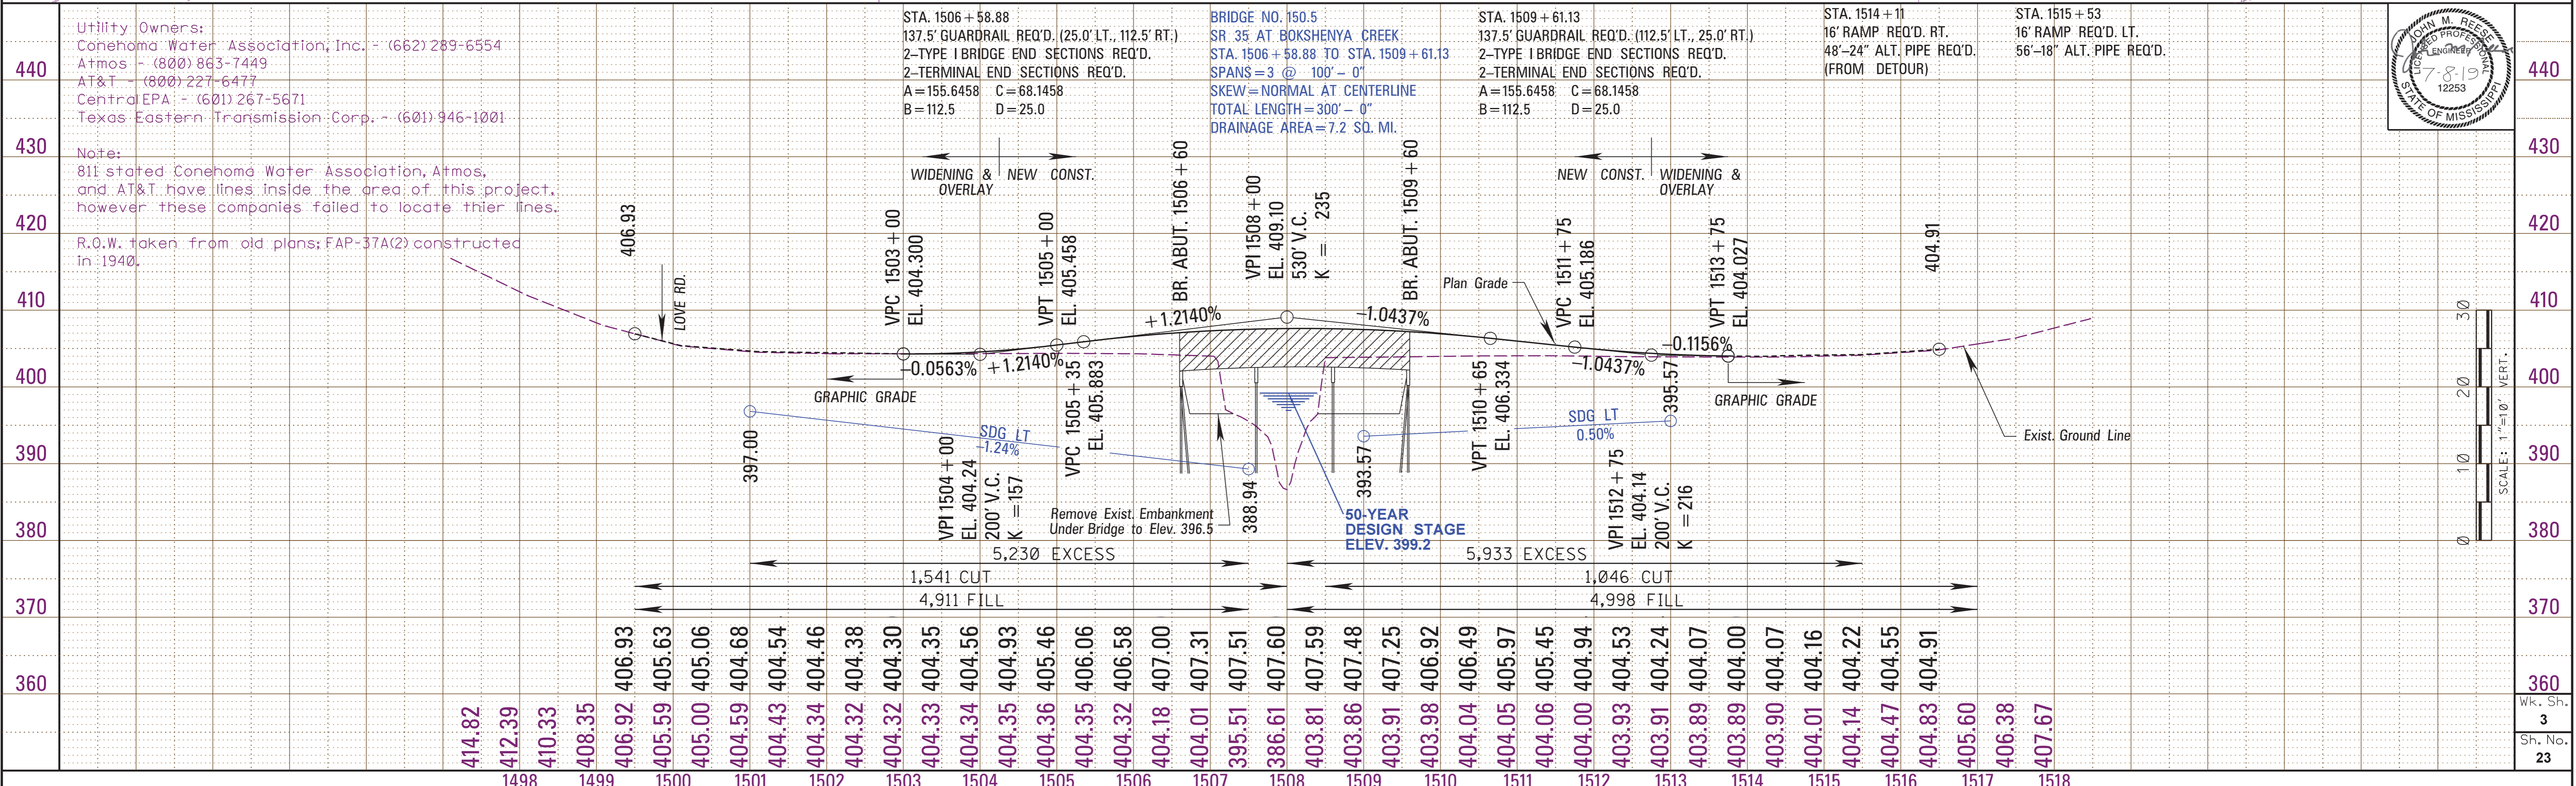 Utility Owners:
Conehoma Water Association, Inc. - (662) 289-6554
Atmos - (800) 863-7449
AT&T - (800) 227-6477
Central EPA - (601) 267-5671
Texas Eastern Transmission Corp. - (601) 946-1001
Note:
811 stated Conehoma Water Association, Atmos,
and AT&T have lines inside the area of this project,
however these companies failed to locate thier lines.
R.O.W. taken from old plans; FAP-37A(2) constructed
in 1940.
STA. 1506 + 58.88
137.5' GUARDRAIL REQ'D. (25.0' LT., 112.5' RT.)
2-TYPE I BRIDGE END SECTIONS REQ'D.
2-TERMINAL END SECTIONS REQ'D.
A = 155.6458 C = 68.1458
B = 112.5 D = 25.0
BRIDGE NO. 150.5
SR 35 AT BOKSHENYA CREEK
STA. 1506 + 58.88 TO STA. 1509 + 61.13
SPANS = 3 @ 100' - 0"
SKEW = NORMAL AT CENTERLINE
TOTAL LENGTH = 300' - 0"
DRAINAGE AREA = 7.2 SQ. MI.
STA. 1509 + 61.13
137.5' GUARDRAIL REQ'D. (112.5' LT., 25.0' RT.)
2-TYPE I BRIDGE END SECTIONS REQ'D.
2-TERMINAL END SECTIONS REQ'D.
A = 155.6458 C = 68.1458
B = 112.5 D = 25.0
STA. 1514 + 11
16' RAMP REQ'D. RT.
48'-24" ALT. PIPE REQ'D.
(FROM DETOUR)
STA. 1515 + 53
16' RAMP REQ'D. LT.
56'-18" ALT. PIPE REQ'D.
JOHN M. REESE
LICENSED PROFESSIONAL
ENGINEER
7-8-19
12253
STATE OF MISSISSIPPI
440
430
420
410
400
390
380
370
360
440
430
420
410
400
390
380
370
360
WIDENING &
OVERLAY
NEW CONST.
NEW CONST.
WIDENING &
OVERLAY
406.93
LOVE RD.
VPC 1503 + 00
EL. 404.300
VPT 1505 + 00
EL. 405.458
BR. ABUT. 1506 + 60
VPI 1508 + 00
EL. 409.10
530' V.C.
K = 235
BR. ABUT. 1509 + 60
Plan Grade
VPC 1511 + 75
EL. 405.186
VPT 1513 + 75
EL. 404.027
404.91
+1.2140%
-1.0437%
-0.0563%
+1.2140%
-1.0437%
-0.1156%
GRAPHIC GRADE
GRAPHIC GRADE
397.00
SDG LT
-1.24%
VPI 1504 + 00
EL. 404.24
200' V.C.
K = 157
VPC 1505 + 35
EL. 405.883
Remove Exist. Embankment
Under Bridge to Elev. 396.5
388.94
50-YEAR
DESIGN STAGE
ELEV. 399.2
393.57
VPT 1510 + 65
EL. 406.334
SDG LT
0.50%
395.57
VPI 1512 + 75
EL. 404.14
200' V.C.
K = 216
Exist. Ground Line
30
20
10
0
SCALE: 1"=10' VERT.
5,230 EXCESS
5,933 EXCESS
1,541 CUT
1,046 CUT
4,911 FILL
4,998 FILL
406.93 405.63 405.06 404.68 404.54 404.46 404.38 404.30 404.35 404.56 404.93 405.46 406.06 406.58 407.00 407.31 407.51 407.60 407.59 407.48 407.25 406.92 406.49 405.97 405.45 404.94 404.53 404.24 404.07 404.00 404.07 404.16 404.22 404.55 404.91
414.82 412.39 410.33 408.35 406.92 405.59 405.00 404.59 404.43 404.34 404.32 404.32 404.33 404.34 404.35 404.36 404.35 404.32 404.18 404.01 395.51 386.61 403.81 403.86 403.91 403.98 404.04 404.05 404.06 404.00 403.93 403.91 403.89 403.89 403.90 404.01 404.14 404.47 404.83 405.60 406.38 407.67
1498 1499 1500 1501 1502 1503 1504 1505 1506 1507 1508 1509 1510 1511 1512 1513 1514 1515 1516 1517 1518
Wk. Sh.
3
Sh. No.
23